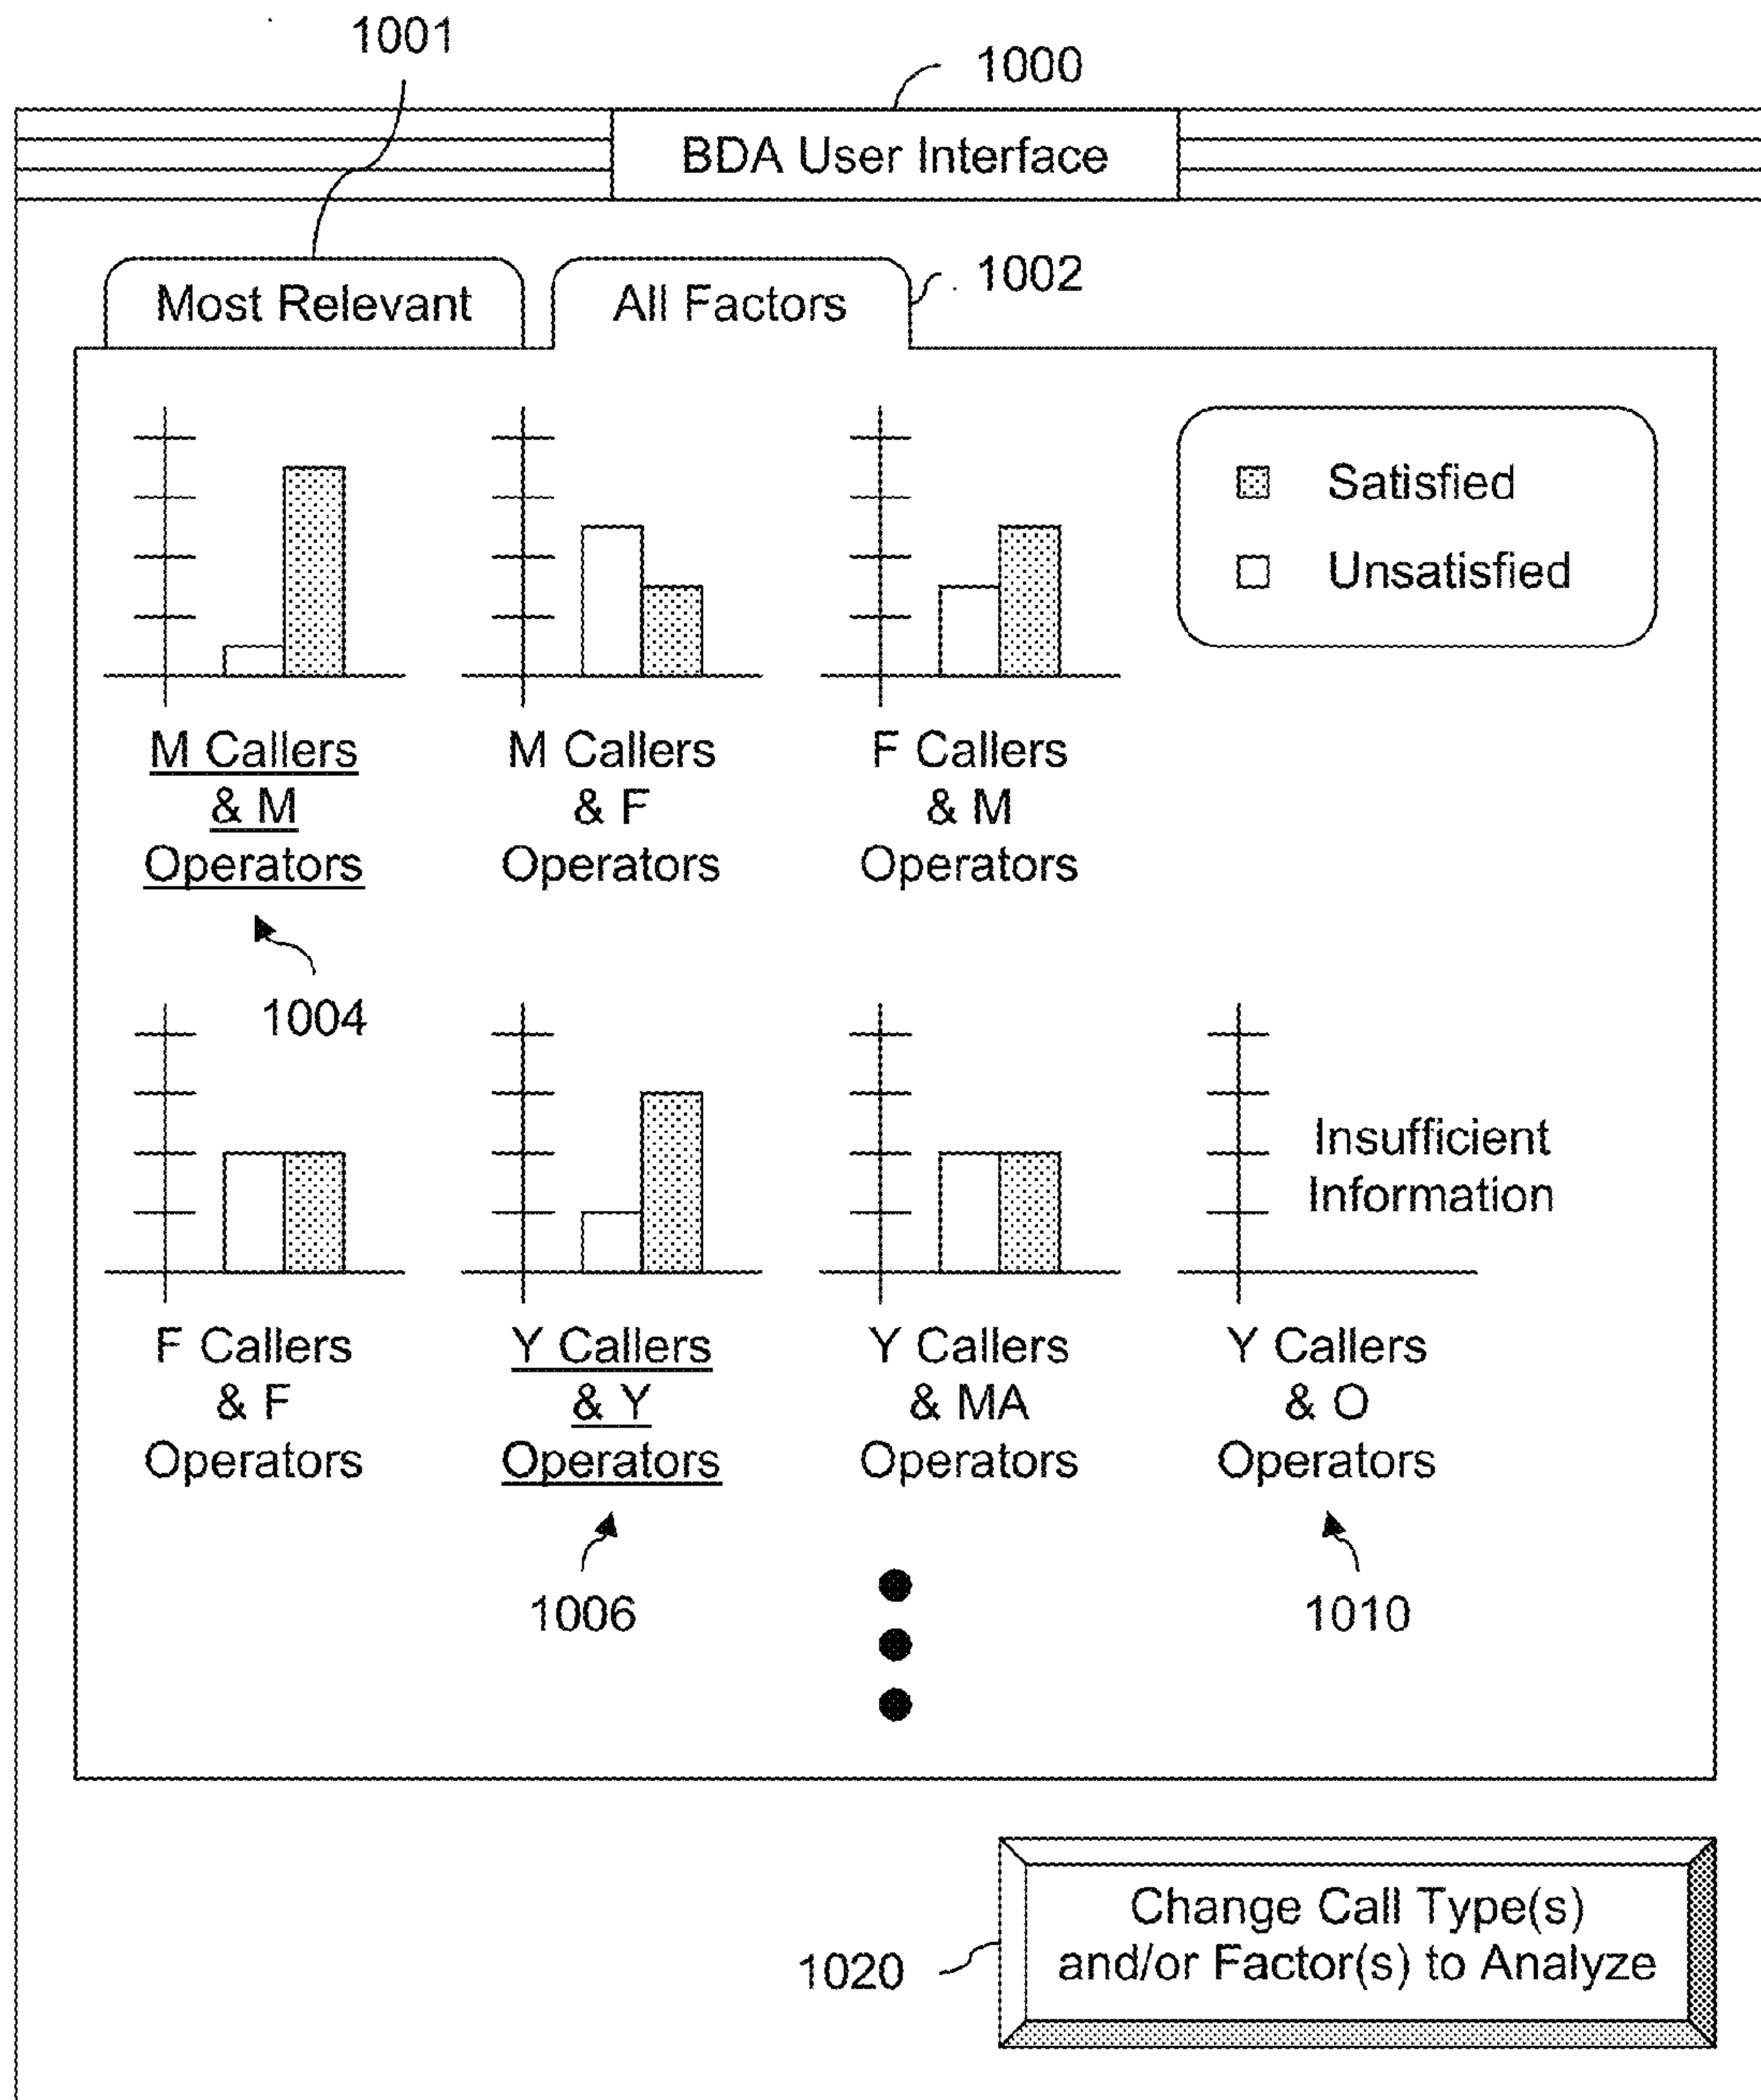 1001
1000
BDA User Interface
Most Relevant
All Factors
1002
Satisfied
Unsatisfied
M Callers
& M
Operators
M Callers
& F
Operators
F Callers
& M
Operators
1004
Insufficient
Information
F Callers
& F
Operators
Y Callers
& Y
Operators
Y Callers
& MA
Operators
Y Callers
& O
Operators
1006
1010
Change Call Type(s)
and/or Factor(s) to Analyze
1020